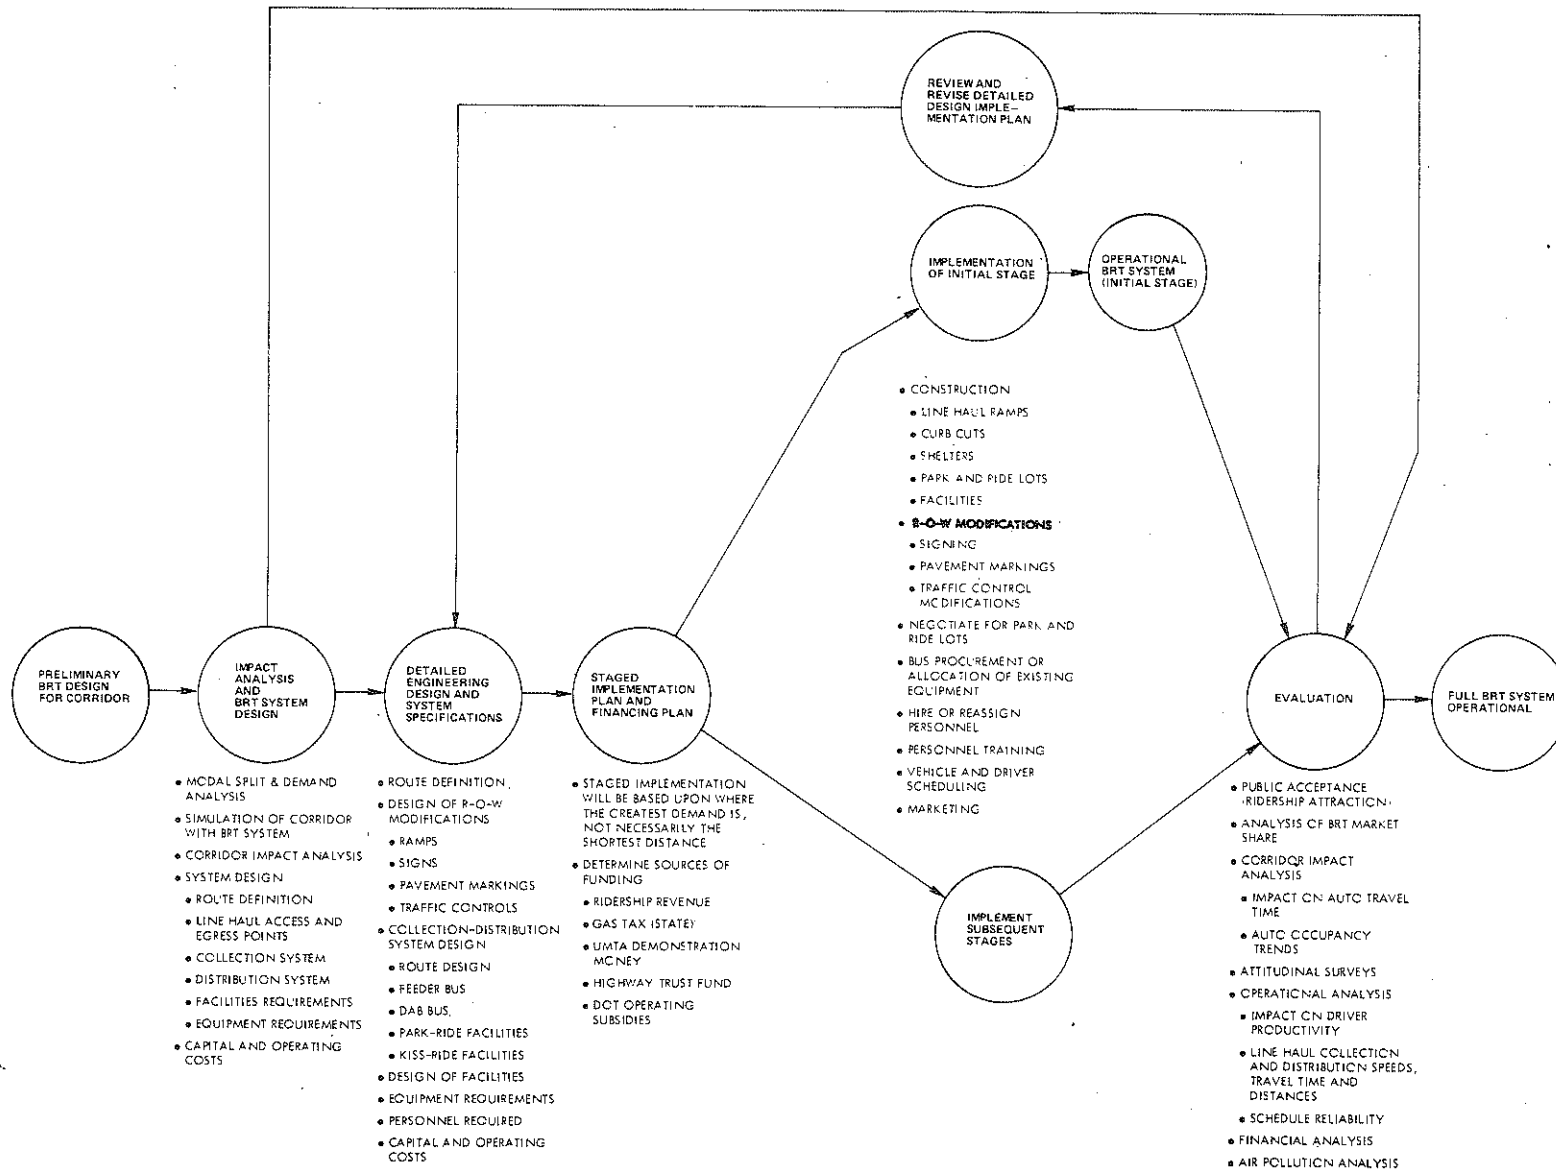 REVIEW AND
REVISE DETAILED
DESIGN IMPLE-
MENTATION PLAN
IMPLEMENTATION
OF INITIAL STAGE
OPERATIONAL
BRT SYSTEM
(INITIAL STAGE)
• CONSTRUCTION
• LINE HAUL RAMPS
• CURB CUTS
• SHELTERS
• PARK AND RIDE LOTS
• FACILITIES
• R-O-W MODIFICATIONS
• SIGNING
• PAVEMENT MARKINGS
• TRAFFIC CONTROL
MODIFICATIONS
• NEGOTIATE FOR PARK AND
RIDE LOTS
• BUS PROCUREMENT OR
ALLOCATION OF EXISTING
EQUIPMENT
• HIRE OR REASSIGN
PERSONNEL
• PERSONNEL TRAINING
• VEHICLE AND DRIVER
SCHEDULING
• MARKETING
PRELIMINARY
BRT DESIGN
FOR CORRIDOR
IMPACT
ANALYSIS
AND
BRT SYSTEM
DESIGN
DETAILED
ENGINEERING
DESIGN AND
SYSTEM
SPECIFICATIONS
STAGED
IMPLEMENTATION
PLAN AND
FINANCING PLAN
EVALUATION
FULL BRT SYSTEM
OPERATIONAL
• MODAL SPLIT & DEMAND
ANALYSIS
• SIMULATION OF CORRIDOR
WITH BRT SYSTEM
• CORRIDOR IMPACT ANALYSIS
• SYSTEM DESIGN
• ROUTE DEFINITION
• LINE HAUL ACCESS AND
EGRESS POINTS
• COLLECTION SYSTEM
• DISTRIBUTION SYSTEM
• FACILITIES REQUIREMENTS
• EQUIPMENT REQUIREMENTS
• CAPITAL AND OPERATING
COSTS
• ROUTE DEFINITION
• DESIGN OF R-O-W
MODIFICATIONS
• RAMPS
• SIGNS
• PAVEMENT MARKINGS
• TRAFFIC CONTROLS
• COLLECTION-DISTRIBUTION
SYSTEM DESIGN
• ROUTE DESIGN
• FEEDER BUS
• DAB BUS
• PARK-RIDE FACILITIES
• KISS-RIDE FACILITIES
• DESIGN OF FACILITIES
• EQUIPMENT REQUIREMENTS
• PERSONNEL REQUIRED
• CAPITAL AND OPERATING
COSTS
• STAGED IMPLEMENTATION
WILL BE BASED UPON WHERE
THE CREATEST DEMAND IS,
NOT NECESSARILY THE
SHORTEST DISTANCE
• DETERMINE SOURCES OF
FUNDING
• RIDERSHIP REVENUE
• GAS TAX (STATE)
• UMTA DEMONSTRATION
MONEY
• HIGHWAY TRUST FUND
• DOT OPERATING
SUBSIDIES
IMPLEMENT
SUBSEQUENT
STAGES
• PUBLIC ACCEPTANCE
(RIDERSHIP ATTRACTION)
• ANALYSIS OF BRT MARKET
SHARE
• CORRIDOR IMPACT
ANALYSIS
• IMPACT ON AUTO TRAVEL
TIME
• AUTO OCCUPANCY
TRENDS
• ATTITUDINAL SURVEYS
• OPERATIONAL ANALYSIS
• IMPACT ON DRIVER
PRODUCTIVITY
• LINE HAUL COLLECTION
AND DISTRIBUTION SPEEDS,
TRAVEL TIME AND
DISTANCES
• SCHEDULE RELIABILITY
• FINANCIAL ANALYSIS
• AIR POLLUTION ANALYSIS